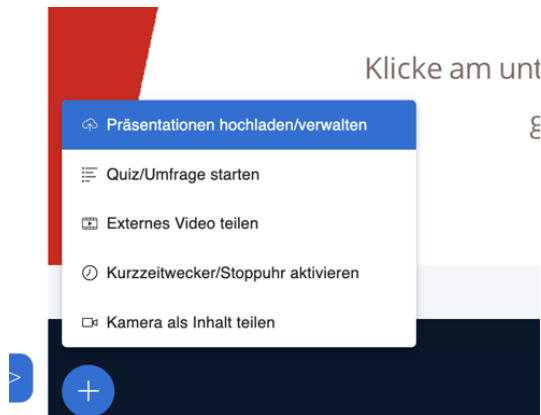 Klicke am unt
g
Präsentationen hochladen/verwalten
Quiz/Umfrage starten
Externes Video teilen
Kurzzeitwecker/Stoppuhr aktivieren
Kamera als Inhalt teilen